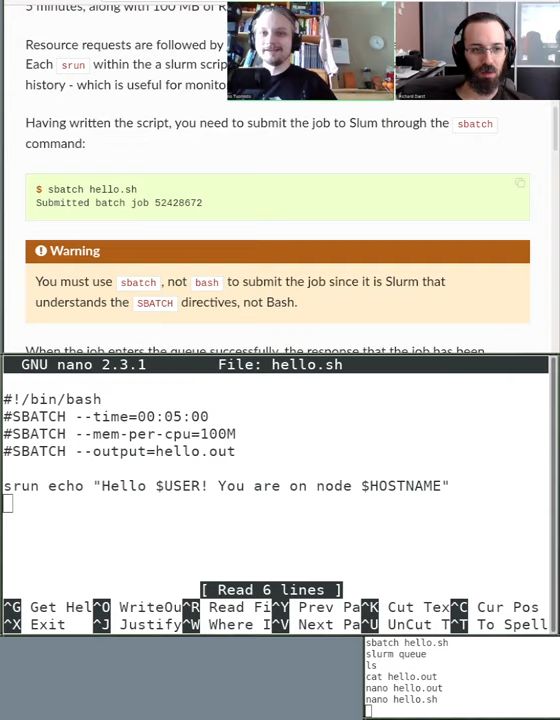 5 minutes, along with 100 MB of R
Resource requests are followed by
Each srun within the a slurm scrip
history - which is useful for monito
Richard Darst
Having written the script, you need to submit the job to Slum through the sbatch
command:
$ sbatch hello.sh
Submitted batch job 52428672
Warning
You must use sbatch, not bash to submit the job since it is Slurm that
understands the SBATCH directives, not Bash.
When the job enters the queue successfully, the response that the job has been
GNU nano 2.3.1 File: hello.sh
#!/bin/bash
#SBATCH --time=00:05:00
#SBATCH --mem-per-cpu=100M
#SBATCH --output=hello.out
srun echo "Hello $USER! You are on node $HOSTNAME"
[ Read 6 lines ]
^G Get Hel^O WriteOu^R Read Fi^Y Prev Pa^K Cut Tex^C Cur Pos
^X Exit ^J Justify^W Where I^V Next Pa^U UnCut T^T To Spell
sbatch hello.sh
slurm queue
ls
cat hello.out
nano hello.out
nano hello.sh